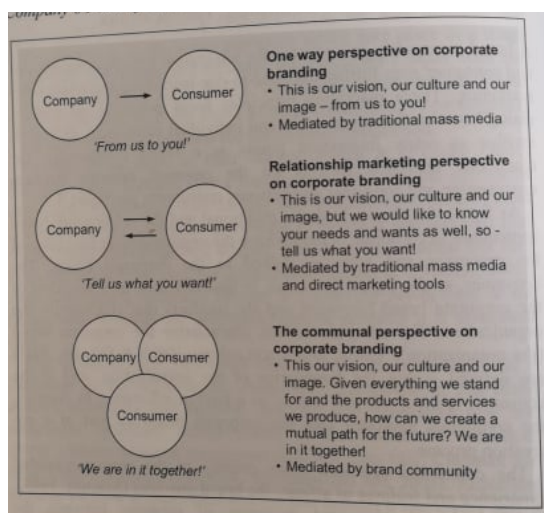 Company
Company
Consumer
'From us to you!'
One way perspective on corporate
branding
• This is our vision, our culture and our
image – from us to you!
• Mediated by traditional mass media
Company
Consumer
'Tell us what you want!'
Relationship marketing perspective
on corporate branding
• This is our vision, our culture and our
image, but we would like to know
your needs and wants as well, so -
tell us what you want!
• Mediated by traditional mass media
and direct marketing tools
Company
Consumer
Consumer
'We are in it together!'
The communal perspective on
corporate branding
• This our vision, our culture and our
image. Given everything we stand
for and the products and services
we produce, how can we create a
mutual path for the future? We are
in it together!
• Mediated by brand community